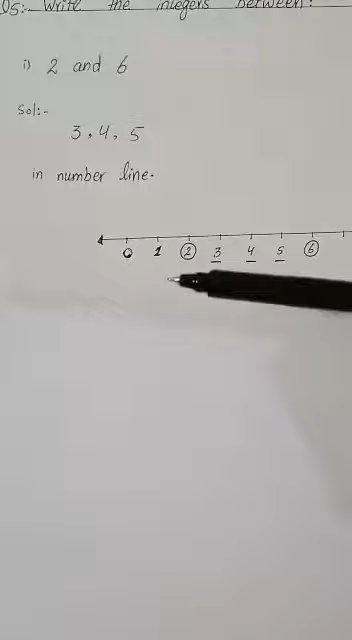 Q5:- Write the integers between:
i) 2 and 6
Sol:-
3, 4, 5
in number line.
0 1 2 3 4 5 6